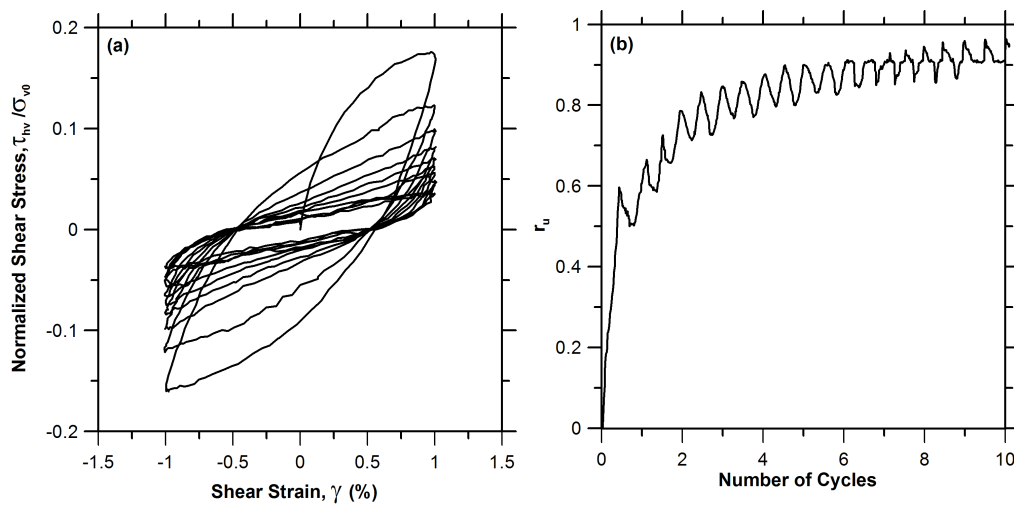 (a)
0.2
0.1
0
-0.1
-0.2
Normalized Shear Stress, τhv /σv0
-1.5 -1 -0.5 0 0.5 1 1.5
Shear Strain, γ (%)
(b)
1
0.8
0.6
0.4
0.2
0
ru
0 2 4 6 8 10
Number of Cycles